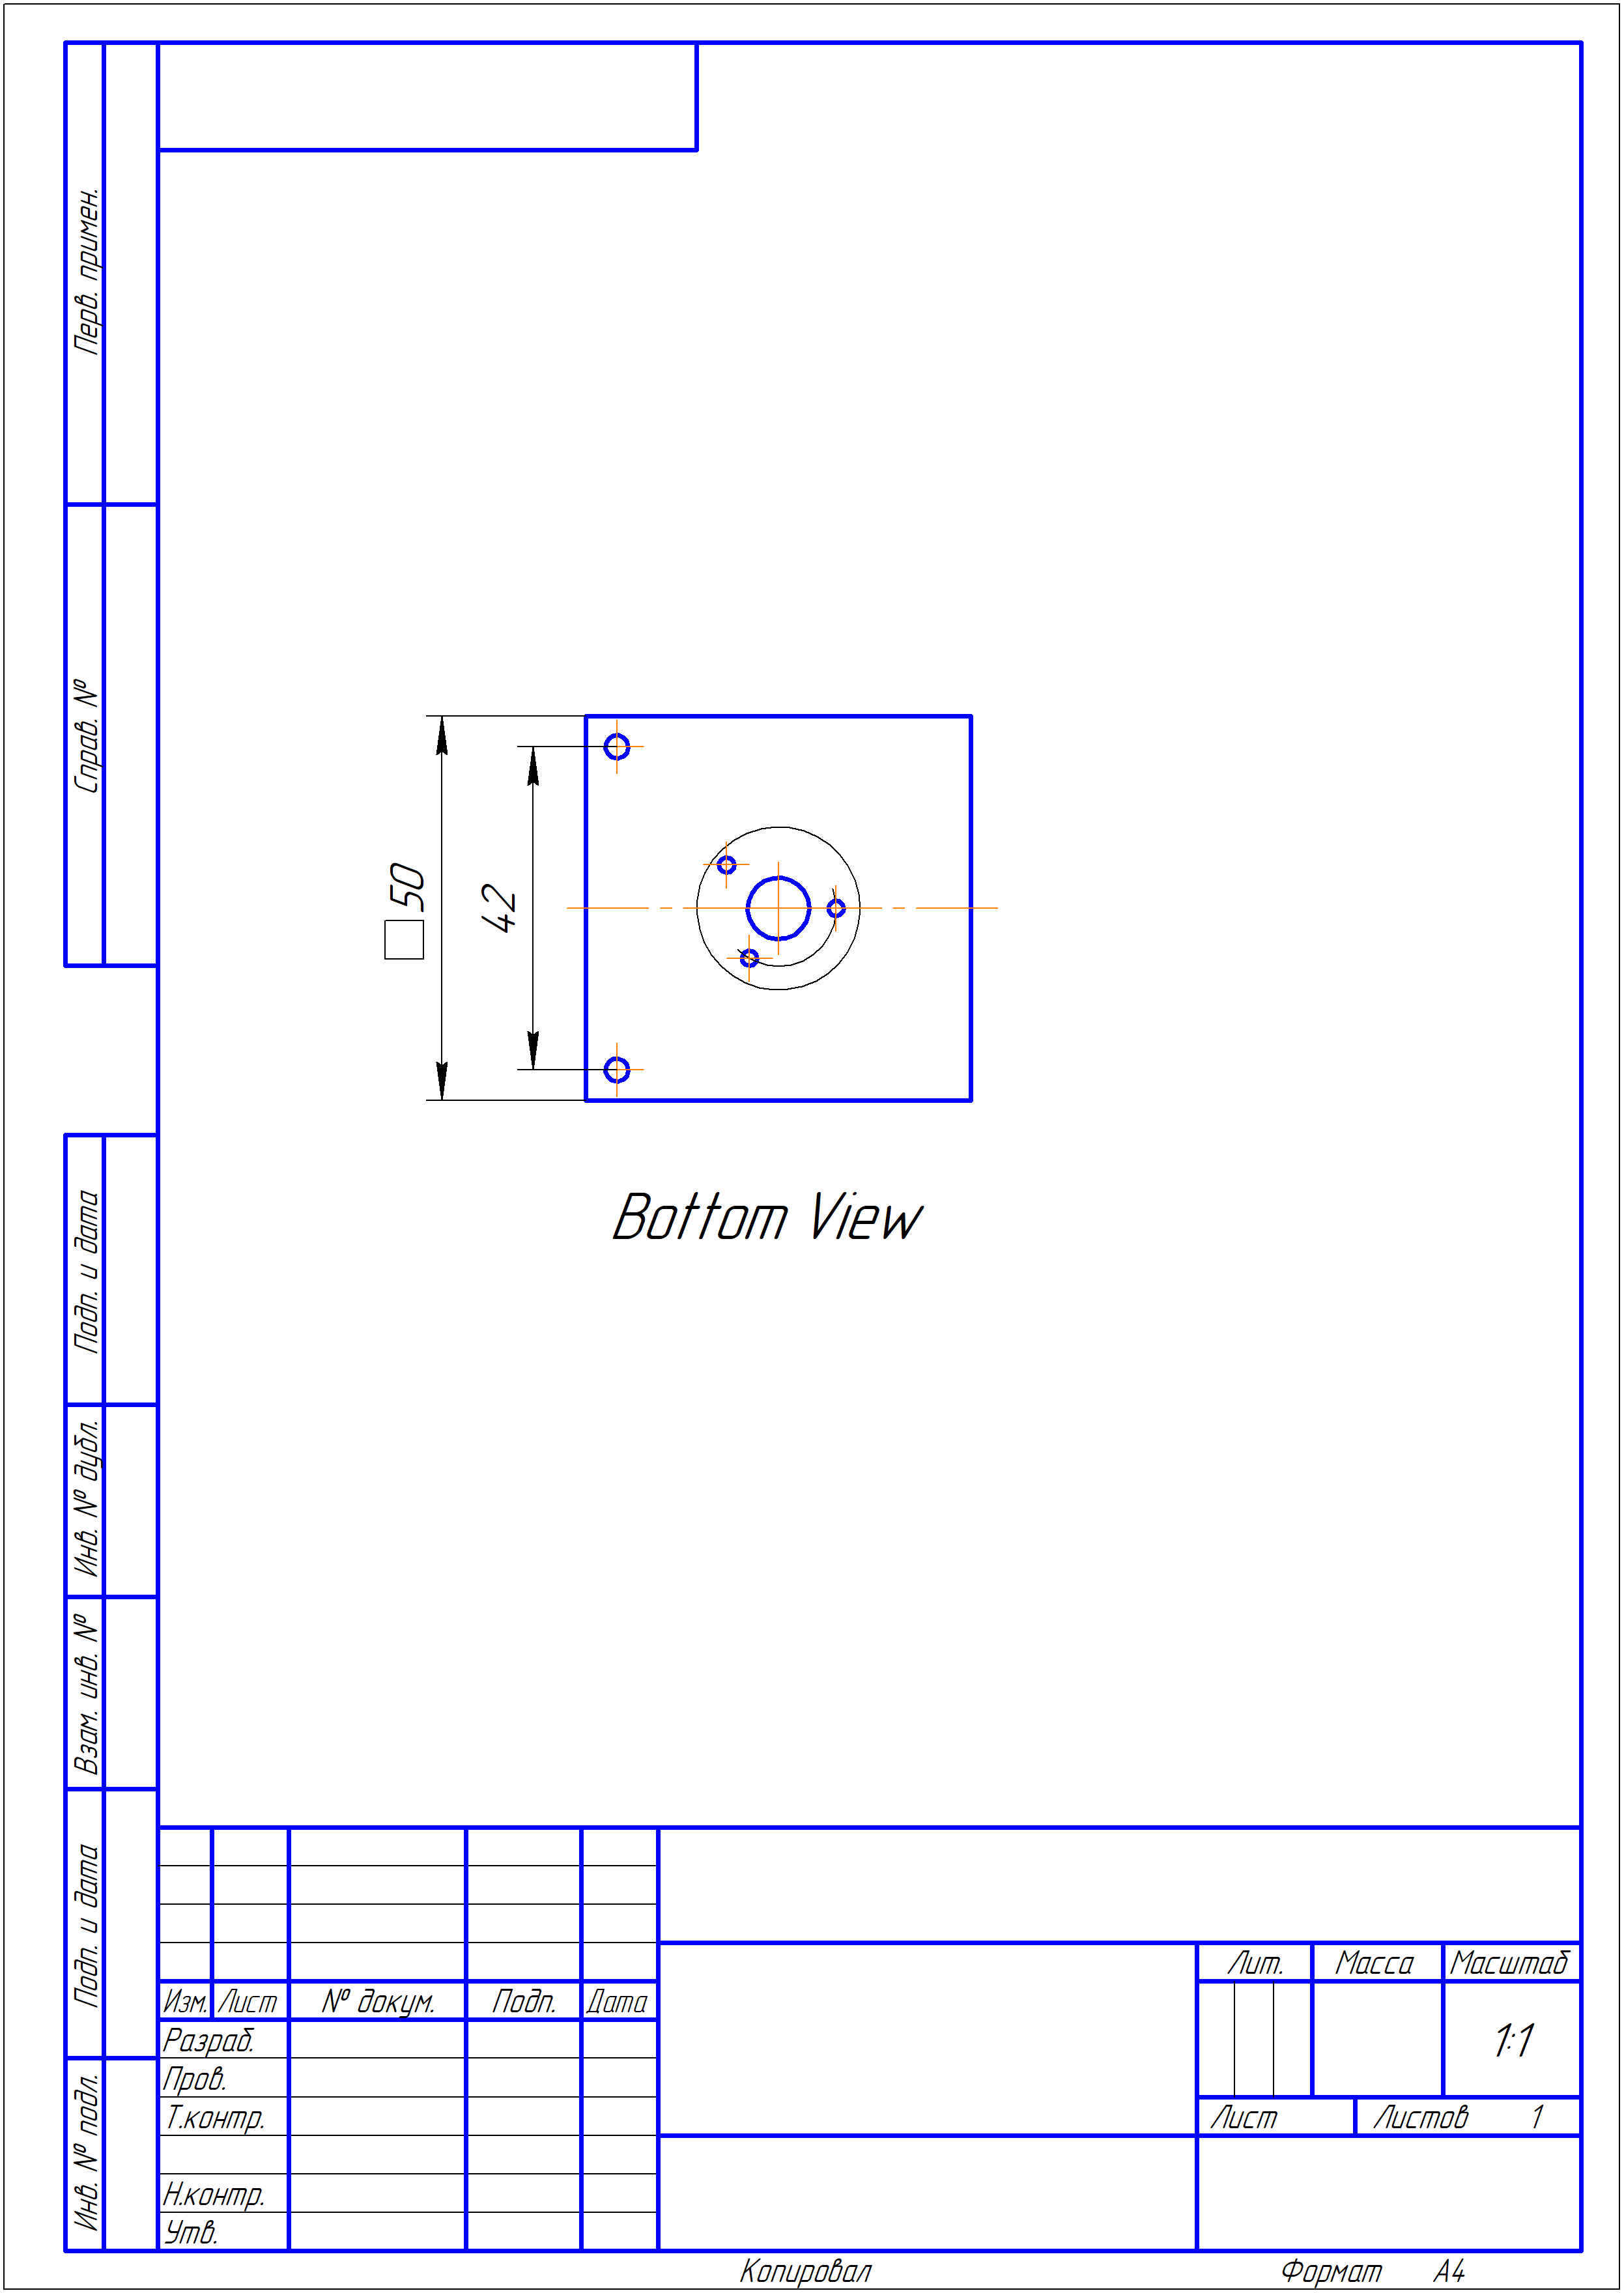 Перв. примен.
Справ. №
□50
42
Bottom View
Подп. и дата
Инв. № дубл.
Взам. инв. №
Подп. и дата
Инв. № подл.
Лит. Масса Масштаб
Изм. Лист № докум. Подп. Дата
Разраб.
1:1
Пров.
Т.контр.
Лист Листов 1
Н.контр.
Утв.
Копировал Формат А4